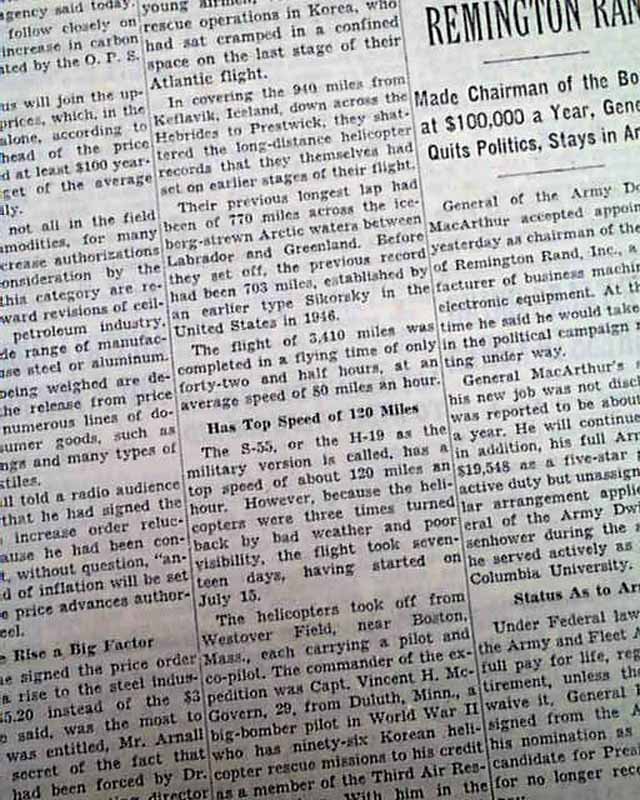 agency said today.
follow closely on
increase in carbon
ated by the O. P. S.
us will join the up-
prices, which, in the
alone, according to
head of the price
d at least $100 year-
get of the average
ly.
not all in the field
modities, for many
crease authorizations
onsideration by the
this category are re-
ward revisions of ceil-
petroleum industry,
de range of manufac-
use steel or aluminum.
being weighed are de-
he release from price
numerous lines of do-
sumer goods, such as
ngs and many types of
stiles.
ll told a radio audience
that he had signed the
increase order reluc-
ause he had been con-
t, without question, "an-
d of inflation will be set
e price advances author-
eel.
e Rise a Big Factor
e signed the price order
a rise to the steel indus-
5.20 instead of the $3
said, was the most to
was entitled, Mr. Arnall
secret of the fact that
had been forced by Dr.
director
young airmen,
rescue operations in Korea, who
had sat cramped in a confined
space on the last stage of their
Atlantic flight.
In covering the 940 miles from
Keflavik, Iceland, down across the
Hebrides to Prestwick, they shat-
tered the long-distance helicopter
records that they themselves had
set on earlier stages of their flight.
Their previous longest lap had
been of 770 miles across the ice-
berg-strewn Arctic waters between
Labrador and Greenland. Before
they set off, the previous record
had been 703 miles, established by
an earlier type Sikorsky in the
United States in 1946.
The flight of 3,410 miles was
completed in a flying time of only
forty-two and half hours, at an
average speed of 80 miles an hour.
Has Top Speed of 120 Miles
The S-55, or the H-19 as the
military version is called, has a
top speed of about 120 miles an
hour. However, because the heli-
copters were three times turned
back by bad weather and poor
visibility, the flight took seven-
teen days, having started on
July 15.
The helicopters took off from
Westover Field, near Boston,
Mass., each carrying a pilot and
co-pilot. The commander of the ex-
pedition was Capt. Vincent H. Mc-
Govern, 29, from Duluth, Minn., a
big-bomber pilot in World War II
who has ninety-six Korean heli-
copter rescue missions to his credit
as a member of the Third Air Res-
With him in the
REMINGTON RAN
Made Chairman of the Bo
at $100,000 a Year, Gene
Quits Politics, Stays in Ar
General of the Army Do
MacArthur accepted appoin
yesterday as chairman of the
of Remington Rand, Inc., a
facturer of business machin
electronic equipment. At th
time he said he would take
in the political campaign
ting under way.
General MacArthur's
his new job was not disc
was reported to be about
a year. He will continue
in addition, his full Arm
$19,548 as a five-star
active duty but unassign
lar arrangement applie
eral of the Army Dwi
senhower during the
he served actively as
Columbia University.
Status As to Ar
Under Federal law
the Army and Fleet A
full pay for life, reg
tirement, unless the
waive it. General
signed from the A
his nomination as
candidate for Presi
for no longer rece